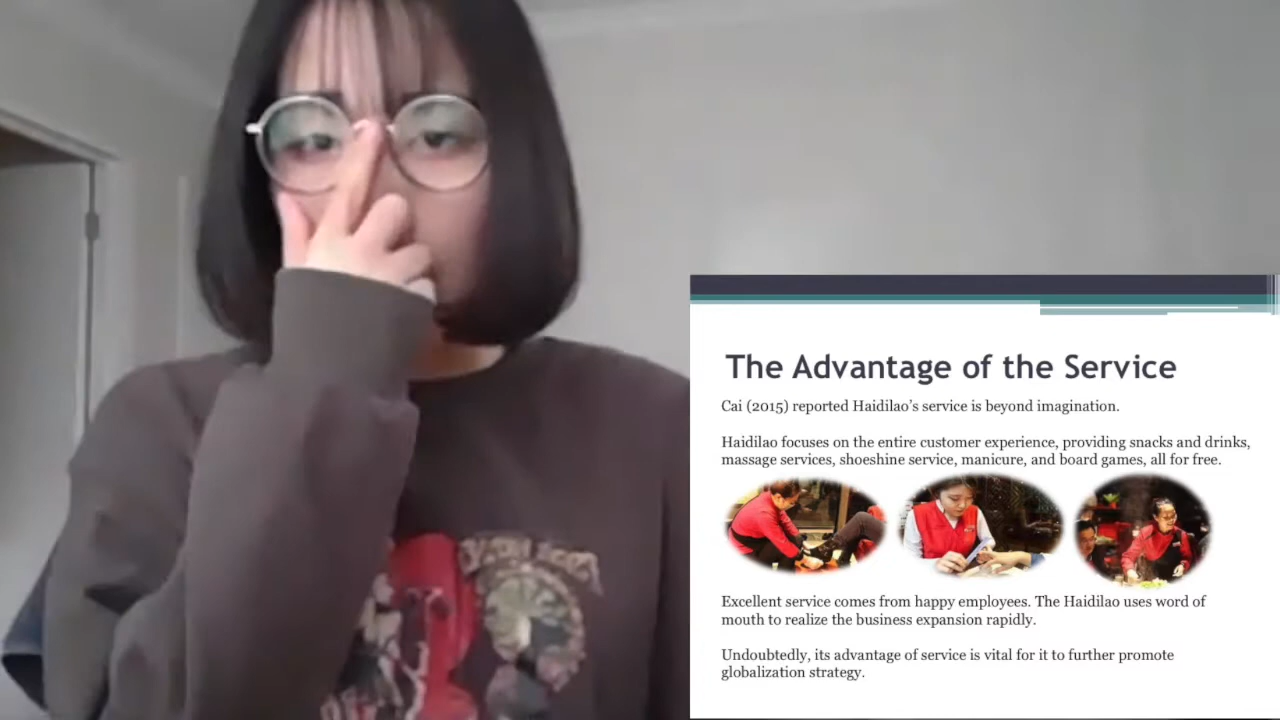 The Advantage of the Service
Cai (2015) reported Haidilao's service is beyond imagination.
Haidilao focuses on the entire customer experience, providing snacks and drinks,
massage services, shoeshine service, manicure, and board games, all for free.
Excellent service comes from happy employees. The Haidilao uses word of
mouth to realize the business expansion rapidly.
Undoubtedly, its advantage of service is vital for it to further promote
globalization strategy.